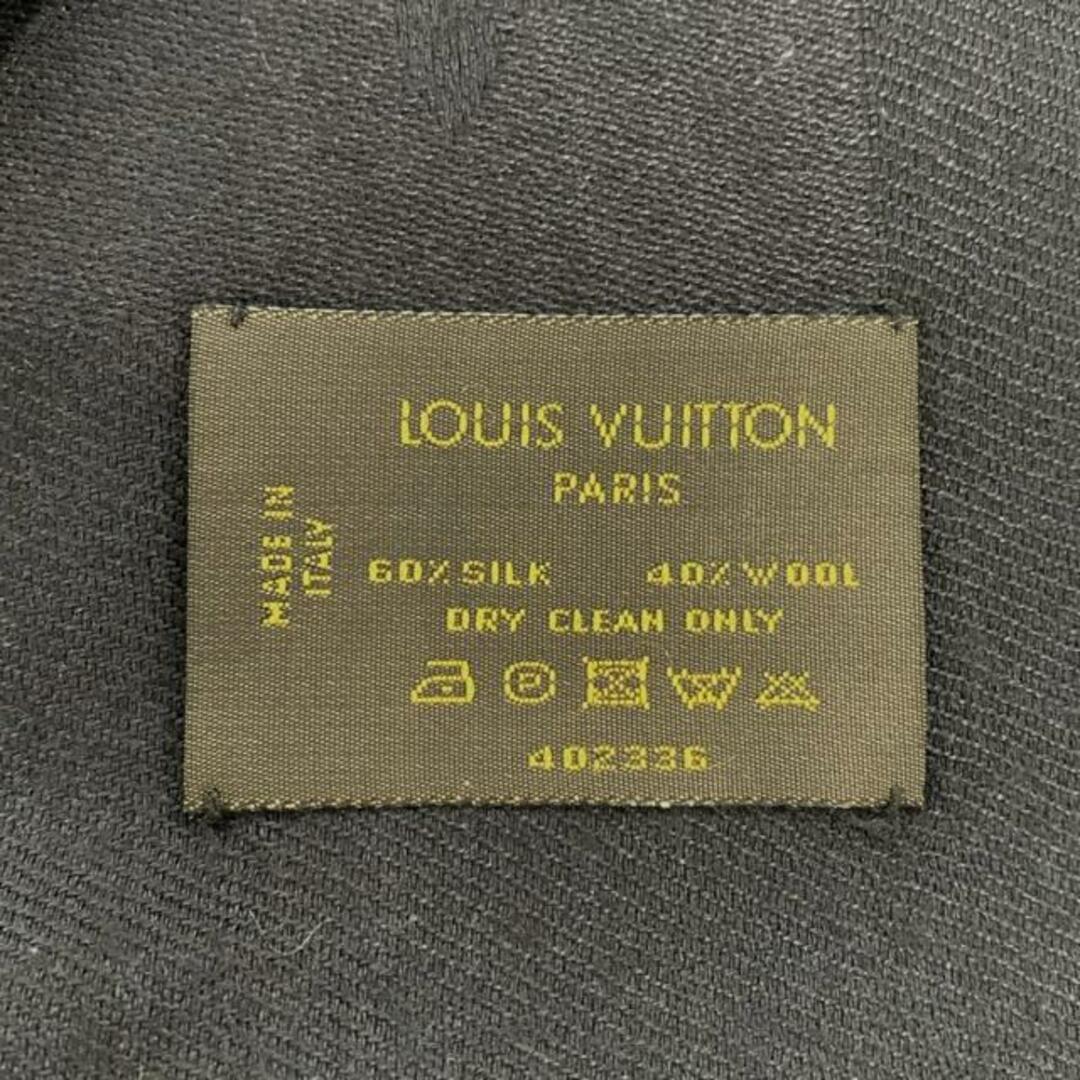 LOUIS VUITTON
PARIS
MADE IN
ITALY
60% SILK 40% WOOL
DRY CLEAN ONLY
P
402336